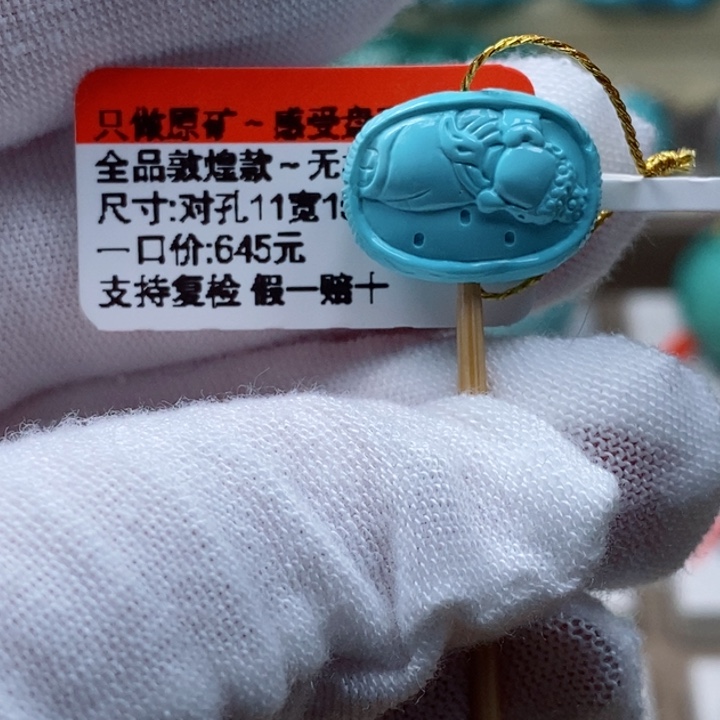 只做原矿~感受盘
全品敦煌款~无
尺寸:对孔11宽1
一口价:645元
支持复检 假一赔十